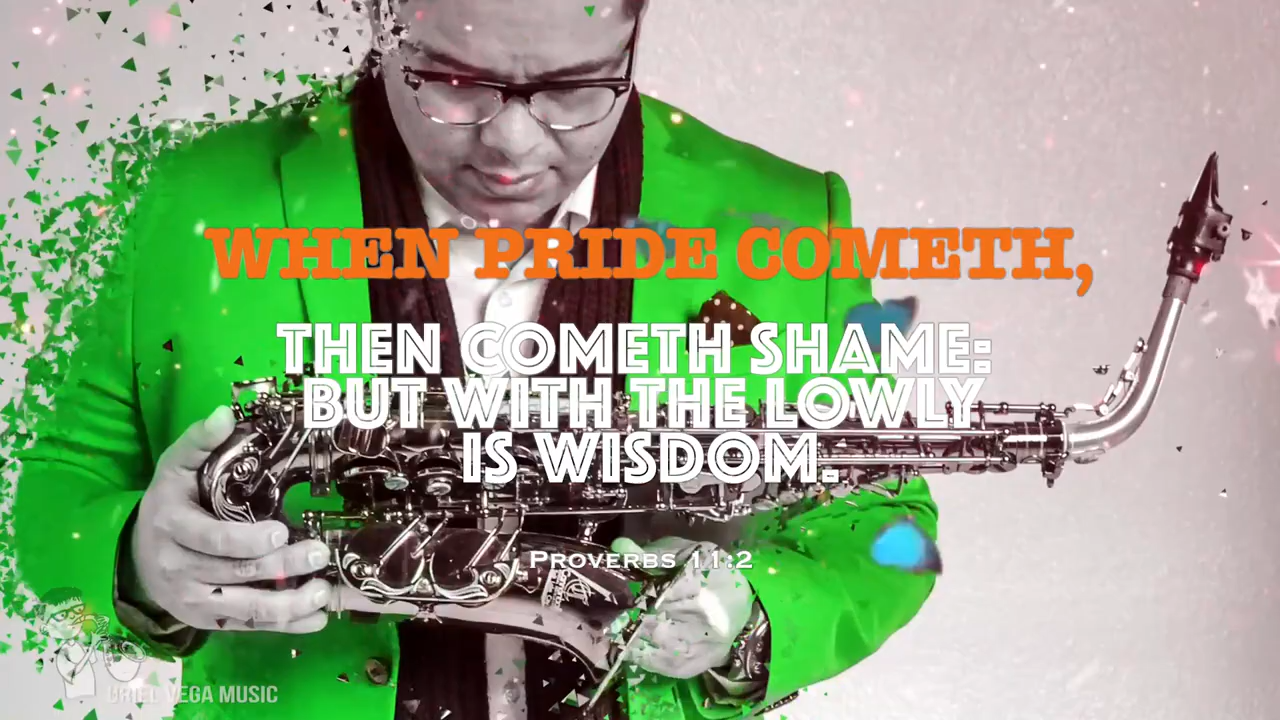 WHEN PRIDE COMETH,
THEN COMETH SHAME:
BUT WITH THE LOWLY
IS WISDOM.
PROVERBS 11:2
URIEL VEGA MUSIC